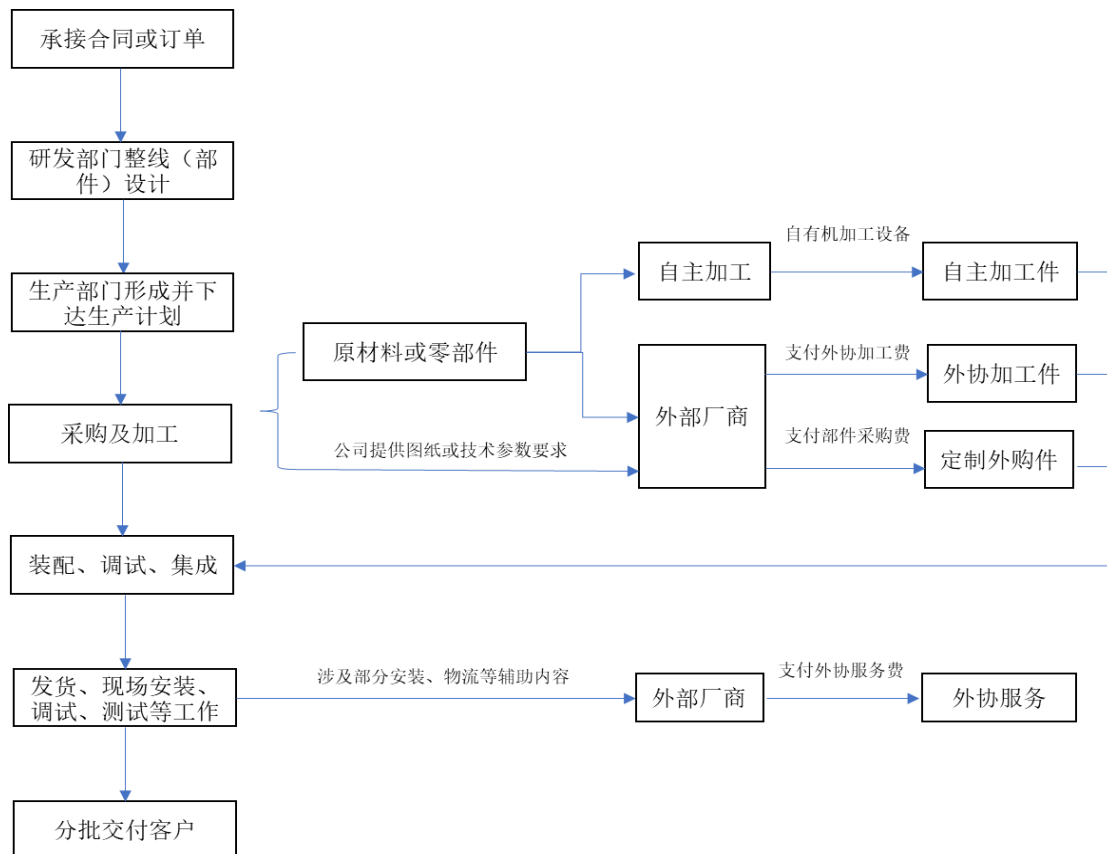 承接合同或订单
研发部门整线（部
件）设计
生产部门形成并下
达生产计划
采购及加工
装配、调试、集成
发货、现场安装、
调试、测试等工作
分批交付客户
原材料或零部件
公司提供图纸或技术参数要求
自主加工
自有机加工设备
自主加工件
外部厂商
支付外协加工费
外协加工件
支付部件采购费
定制外购件
涉及部分安装、物流等辅助内容
外部厂商
支付外协服务费
外协服务